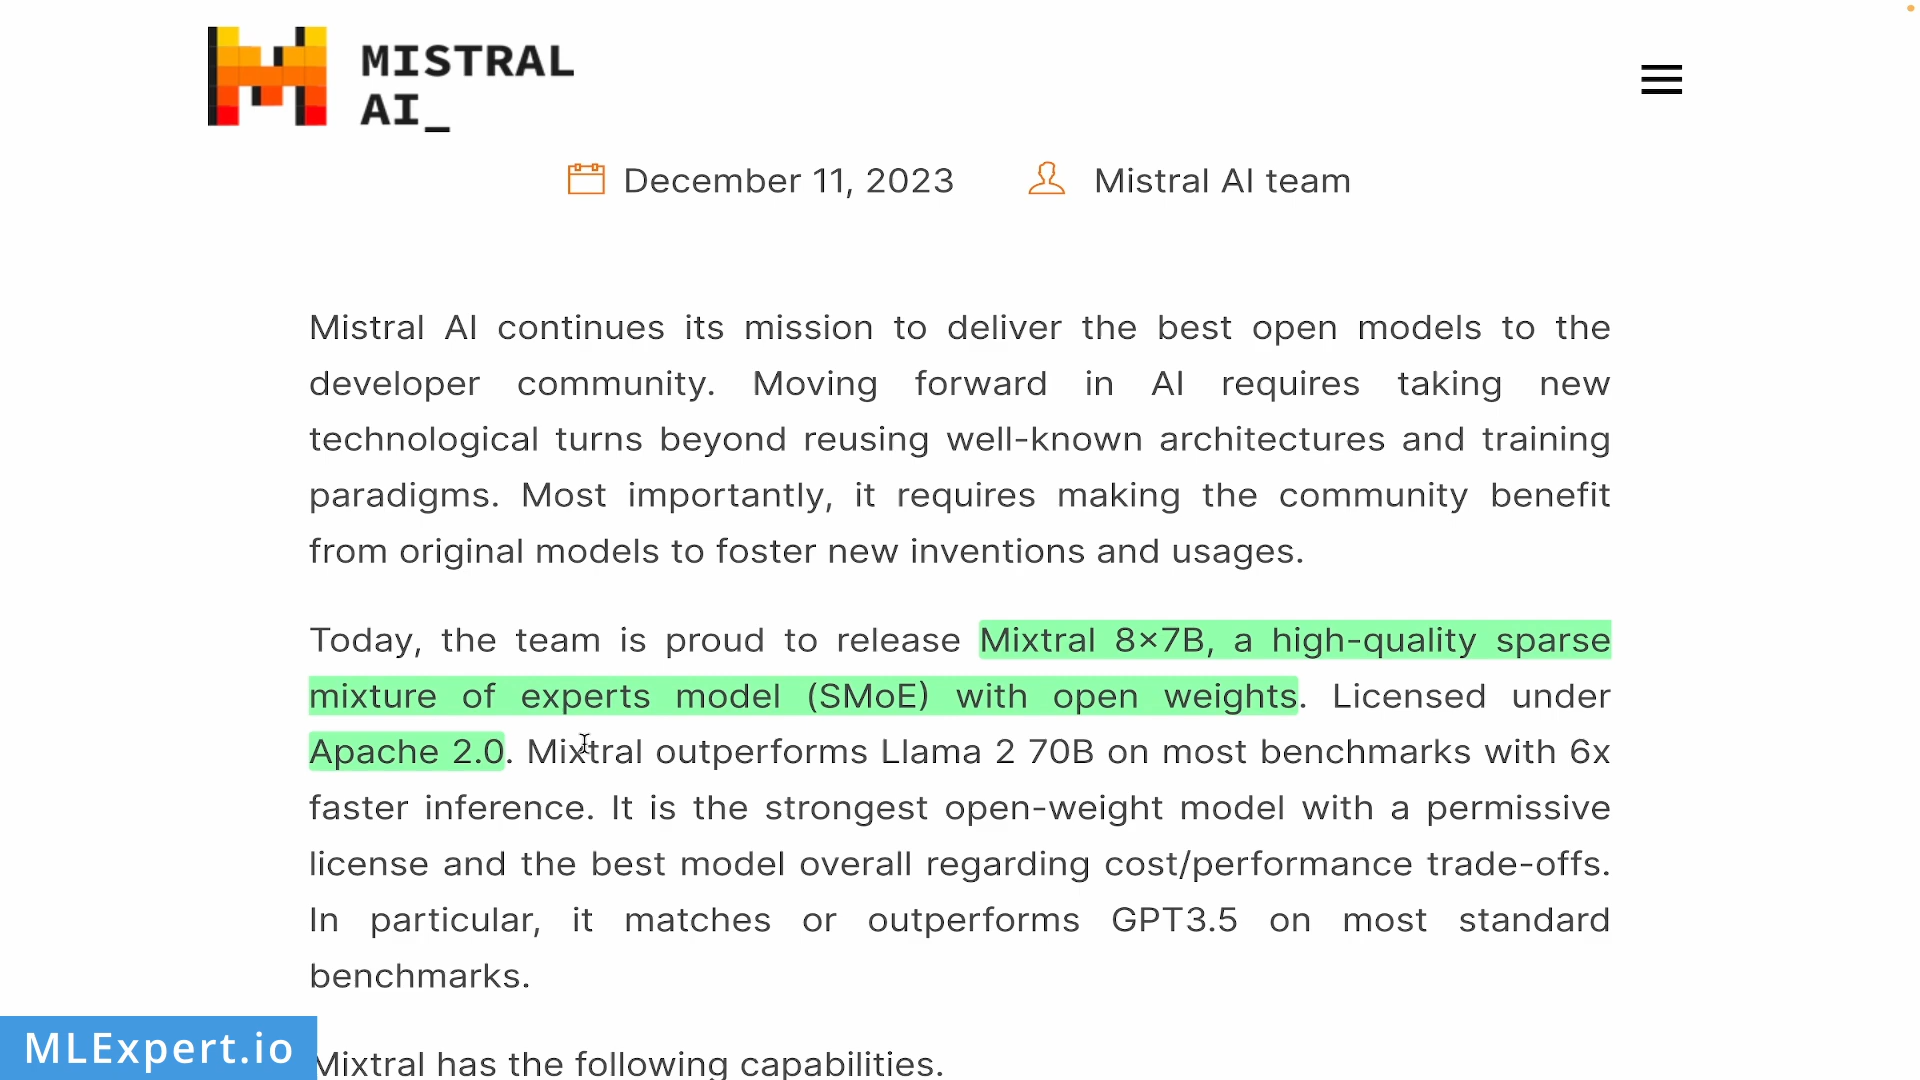 MISTRAL
AI_
December 11, 2023 Mistral AI team
Mistral AI continues its mission to deliver the best open models to the
developer community. Moving forward in AI requires taking new
technological turns beyond reusing well-known architectures and training
paradigms. Most importantly, it requires making the community benefit
from original models to foster new inventions and usages.
Today, the team is proud to release Mixtral 8×7B, a high-quality sparse
mixture of experts model (SMoE) with open weights. Licensed under
Apache 2.0. Mixtral outperforms Llama 2 70B on most benchmarks with 6x
faster inference. It is the strongest open-weight model with a permissive
license and the best model overall regarding cost/performance trade-offs.
In particular, it matches or outperforms GPT3.5 on most standard
benchmarks.
Mixtral has the following capabilities.
MLExpert.io